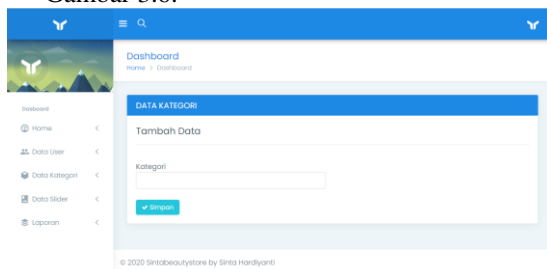 Gambar 3.8.
Dashboard
Home > Dashboard
DATA KATEGORI
Tambah Data
Kategori
Simpan
Dashboard
Home
Data User
Data Kategori
Data Slider
Laporan
© 2020 Sintabeautystore by Sinta Hardiyanti